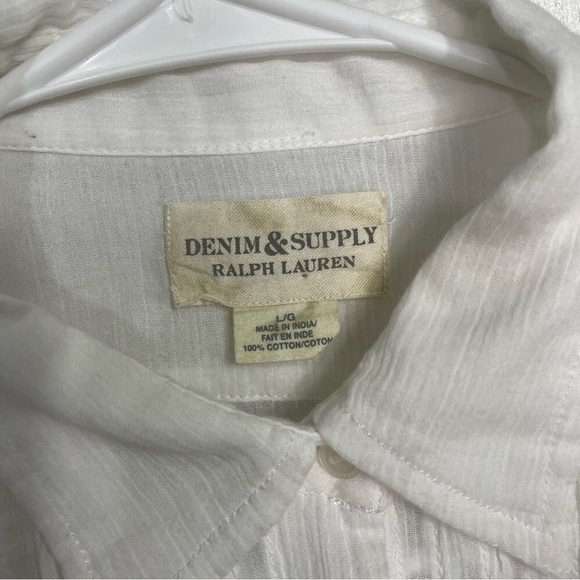 DENIM & SUPPLY
RALPH LAUREN
L/G
MADE IN INDIA/
FAIT EN INDE
100% COTTON/COTON